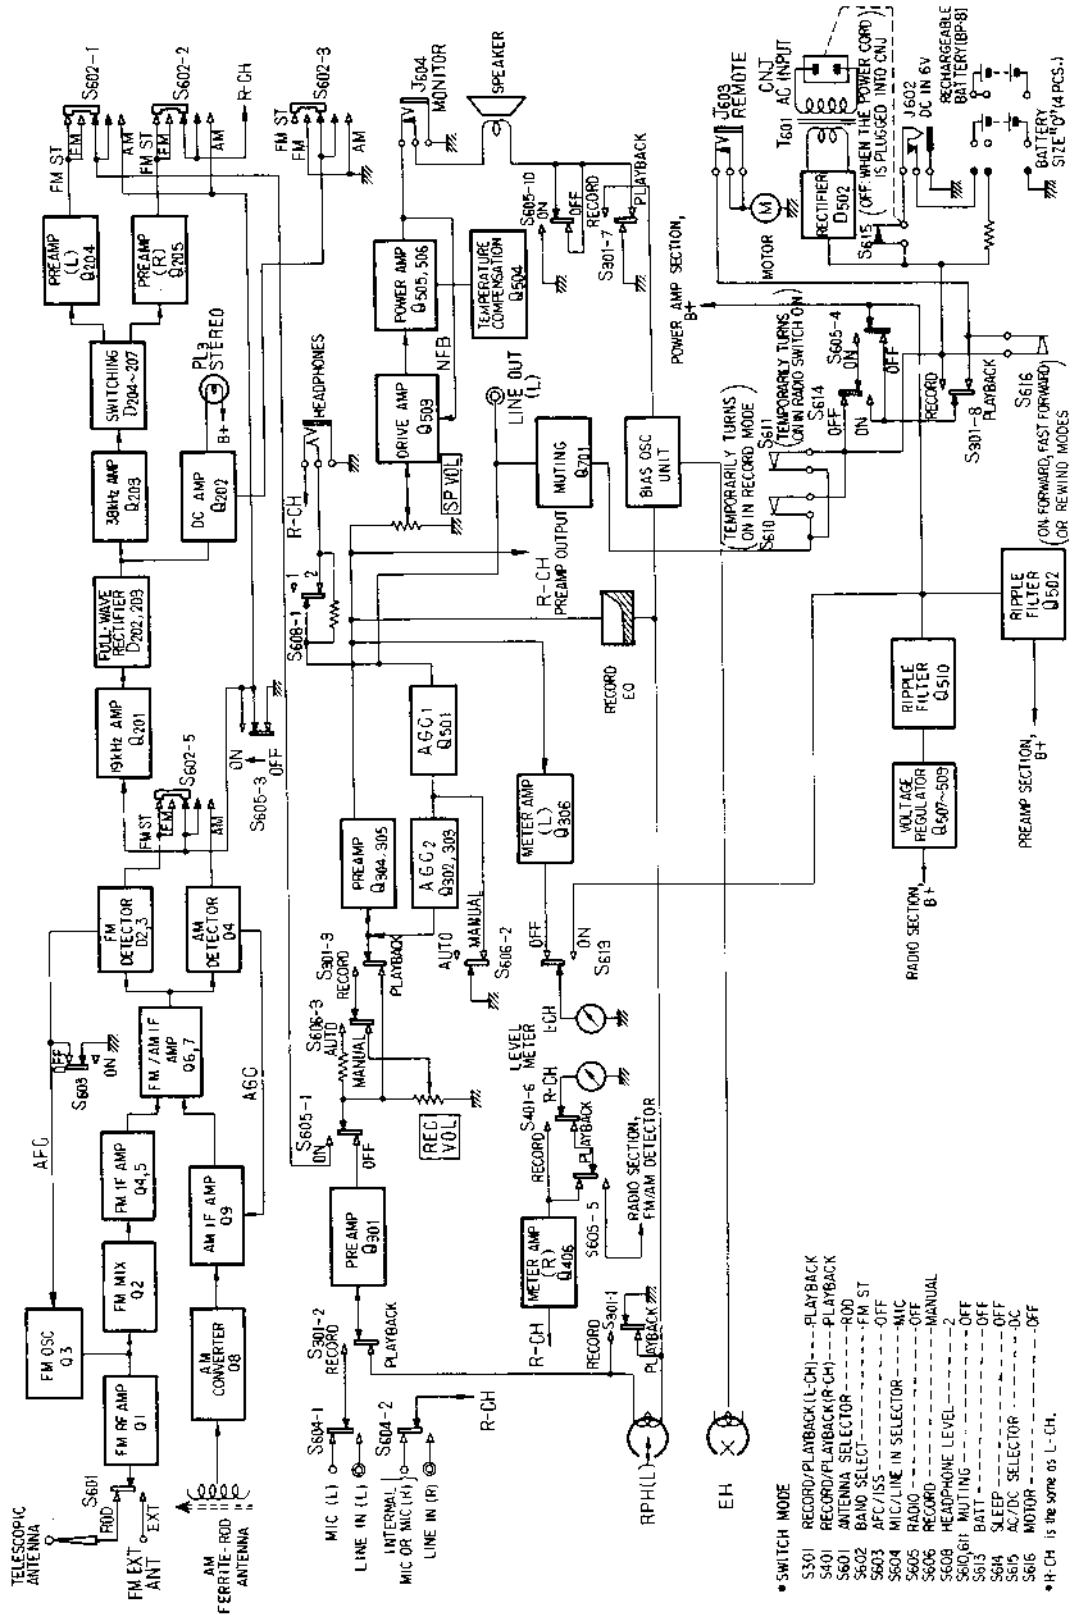 TELESCOPIC
ANTENNA
ROD
S601
FM EXT
ANT
EXT
AM
FERRITE-ROD
ANTENNA
FM RF AMP
Q1
FM OSC
Q3
FM MIX
Q2
FM IF AMP
Q4,5
AM
CONVERTER
Q8
AM IF AMP
Q9
AFC
AGC
OFF
S603
ON
FM/AM IF
AMP
Q6,7
FM
DETECTOR
D2,3
AM
DETECTOR
D4
FM ST
FM
AM
S602-5
ON
OFF
S605-3
19kHz AMP
Q201
FULL-WAVE
RECTIFIER
D202,203
38kHz AMP
Q203
DC AMP
Q202
SWITCHING
D204~207
PL3
STEREO
B+
PREAMP
(L)
Q204
PREAMP
(R)
Q205
FM ST
FM
AM
S602-1
FM ST
FM
AM
S602-2
R-CH
FM ST
FM
AM
S602-3
MIC (L)
LINE IN (L)
S604-1
INTERNAL
MIC OR MIC (R)
LINE IN (R)
S604-2
R-CH
S301-2
RECORD
PLAYBACK
PREAMP
Q301
S605-1
ON
OFF
REC
VOL
S606-3
AUTO
MANUAL
S301-3
RECORD
PLAYBACK
PREAMP
Q304,305
AGC2
Q302,303
AGC1
Q501
AUTO
MANUAL
S606-2
S608-1
1
2
R-CH
HEADPHONES
DRIVE AMP
Q503
SP VOL
NFB
POWER AMP
Q505,506
TEMPERATURE
COMPENSATION
Q504
J604
MONITOR
SPEAKER
S605-10
ON
OFF
RECORD
S301-7
PLAYBACK
LINE OUT
(L)
MUTING
Q701
R-CH
PREAMP OUTPUT
RECORD
EQ
BIAS OSC
UNIT
METER AMP
(L)
Q306
OFF
ON
S613
L-CH
LEVEL
METER
R-CH
S401-6
RECORD
PLAYBACK
METER AMP
(R)
Q406
R-CH
S605-5
RADIO SECTION,
FM/AM DETECTOR
RECORD
S301-1
PLAYBACK
RPH(L)
EH
(TEMPORARILY TURNS
ON IN RECORD MODE)
S610
S611
(TEMPORARILY TURNS
ON IN RADIO SWITCH ON)
S614
OFF
ON
S605-4
ON
OFF
POWER AMP SECTION,
B+
RECORD
S301-8
PLAYBACK
S616
(ON FORWARD, FAST FORWARD
OR REWIND MODES)
MOTOR
M
J603
REMOTE
RECTIFIER
D502
T601
CNJ
AC INPUT
S615
(OFF: WHEN THE POWER CORD
IS PLUGGED INTO CNJ)
J602
DC IN 6V
RECHARGEABLE
BATTERY(BP-8)
BATTERY
SIZE "D"(4 PCS.)
RADIO SECTION,
B+
VOLTAGE
REGULATOR
Q507~509
RIPPLE
FILTER
Q510
RIPPLE
FILTER
Q502
PREAMP SECTION,
B+
• SWITCH MODE
S301 RECORD/PLAYBACK(L-CH)----PLAYBACK
S401 RECORD/PLAYBACK(R-CH)----PLAYBACK
S601 ANTENNA SELECTOR--------ROD
S602 BAND SELECT--------FM ST
S603 AFC/ISS--------OFF
S604 MIC/LINE IN SELECTOR----MIC
S605 RADIO--------OFF
S606 RECORD--------MANUAL
S608 HEADPHONE LEVEL----2
S610,611 MUTING--------OFF
S613 BATT--------OFF
S614 SLEEP--------OFF
S615 AC/DC SELECTOR----DC
S616 MOTOR--------OFF
• R-CH is the same as L-CH.